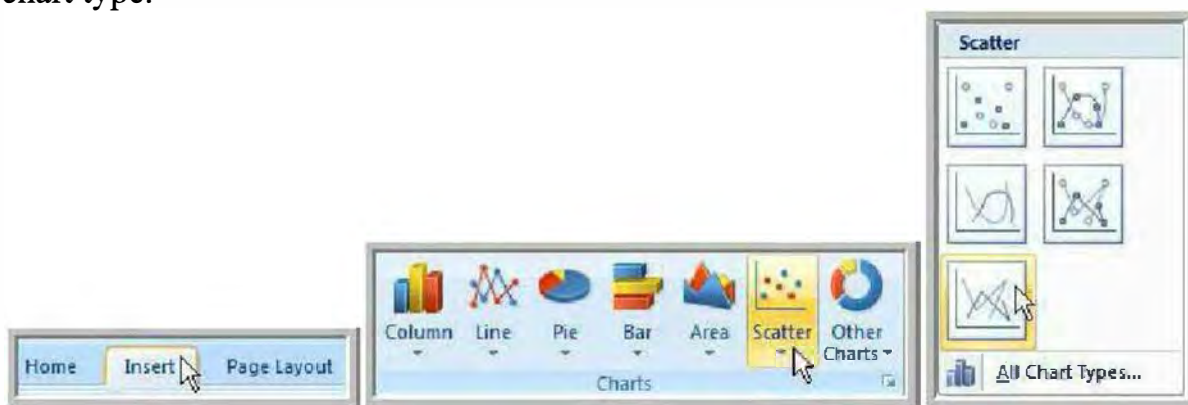 chart type.
Scatter
Column Line Pie Bar Area Scatter Other Charts
Charts
Home Insert Page Layout
All Chart Types...